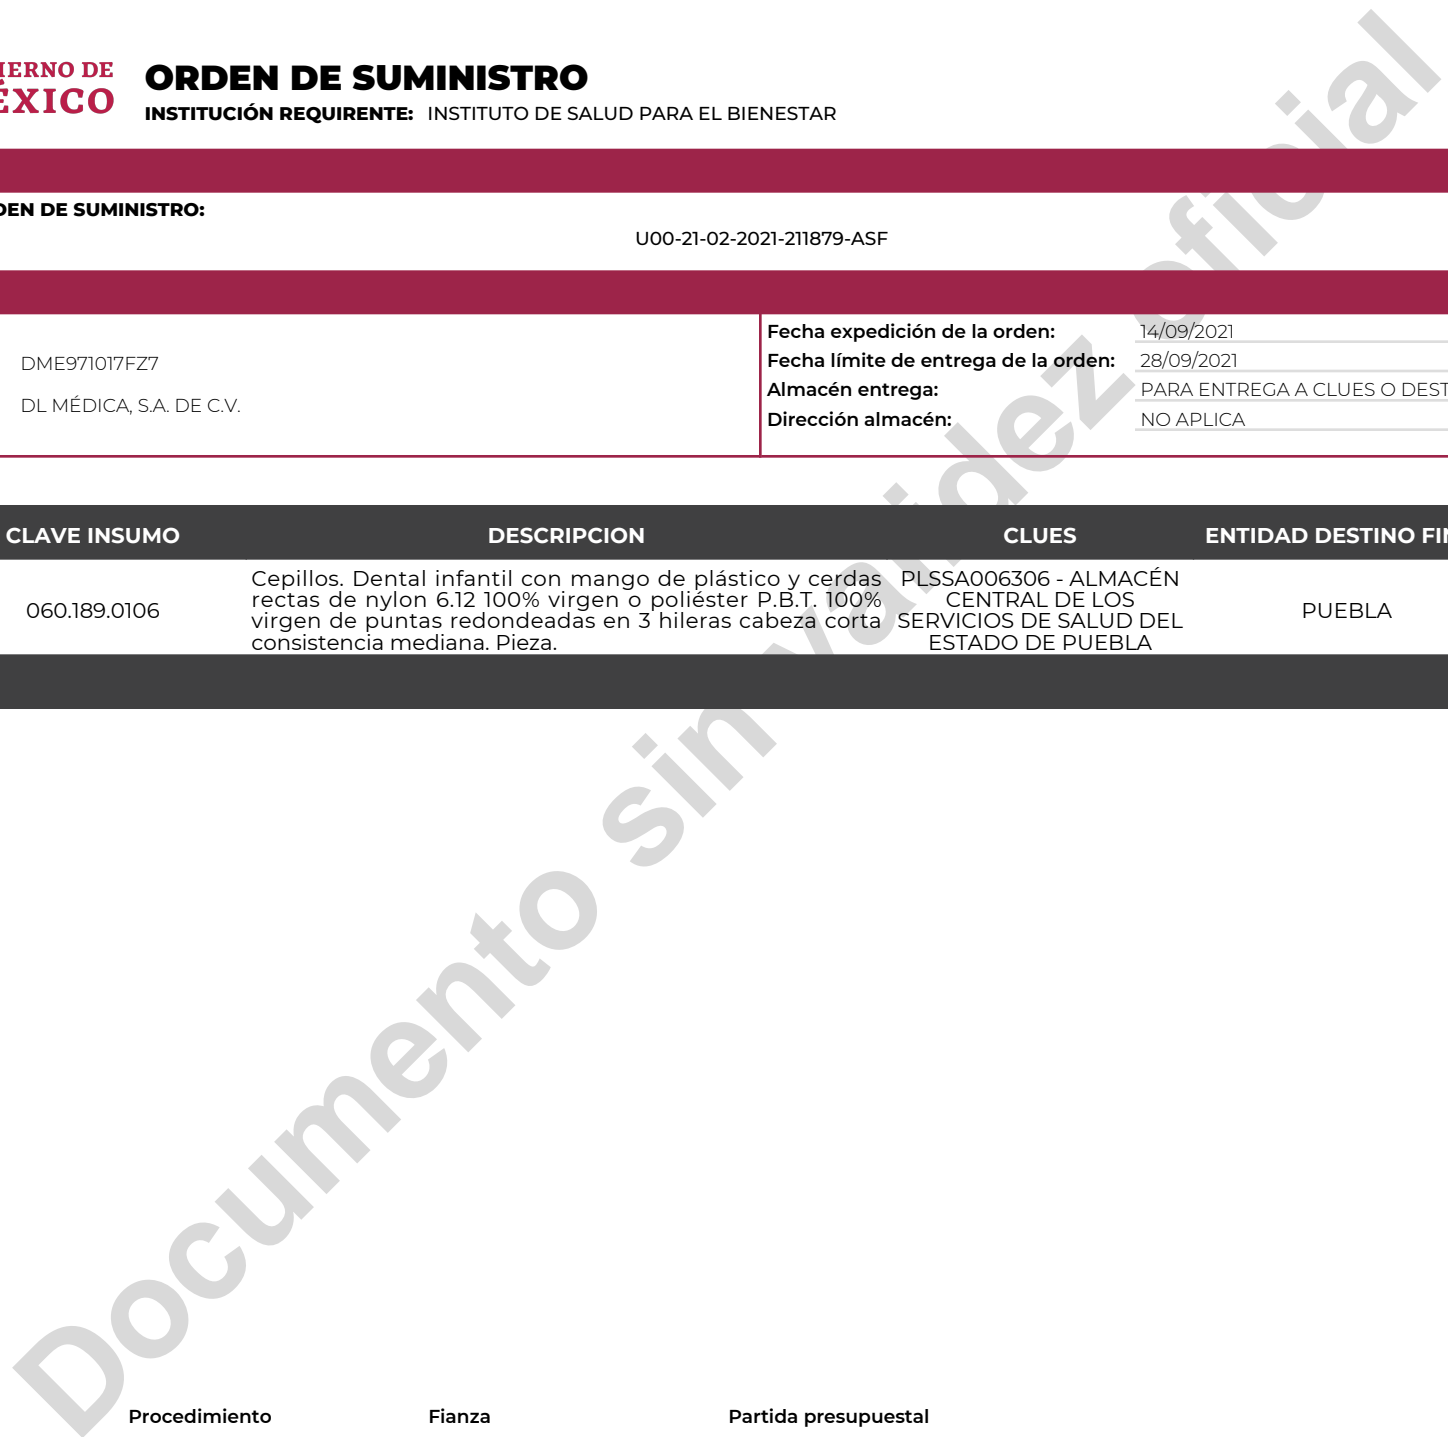 IERNO DE
ÉXICO
ORDEN DE SUMINISTRO
INSTITUCIÓN REQUIRENTE: INSTITUTO DE SALUD PARA EL BIENESTAR
DEN DE SUMINISTRO:
U00-21-02-2021-211879-ASF
DME971017FZ7
DL MÉDICA, S.A. DE C.V.
Fecha expedición de la orden: 14/09/2021
Fecha límite de entrega de la orden: 28/09/2021
Almacén entrega: PARA ENTREGA A CLUES O DEST
Dirección almacén: NO APLICA
CLAVE INSUMO DESCRIPCION CLUES ENTIDAD DESTINO FIN
060.189.0106
Cepillos. Dental infantil con mango de plástico y cerdas
rectas de nylon 6.12 100% virgen o poliéster P.B.T. 100%
virgen de puntas redondeadas en 3 hileras cabeza corta
consistencia mediana. Pieza.
PLSSA006306 - ALMACÉN
CENTRAL DE LOS
SERVICIOS DE SALUD DEL
ESTADO DE PUEBLA
PUEBLA
Documento sin validez oficial
Procedimiento Fianza Partida presupuestal